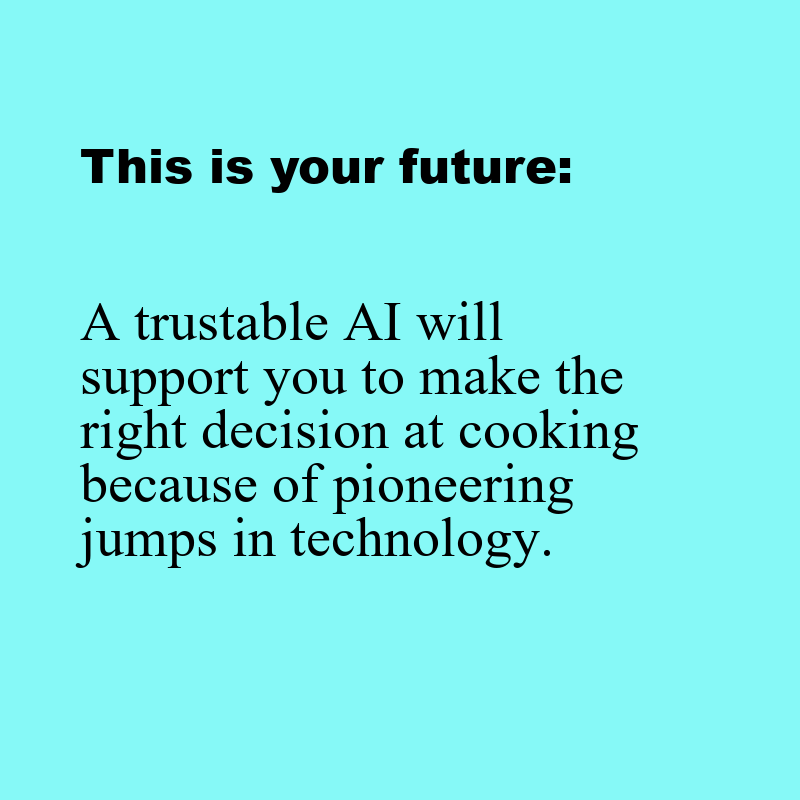 This is your future:
A trustable AI will
support you to make the
right decision at cooking
because of pioneering
jumps in technology.